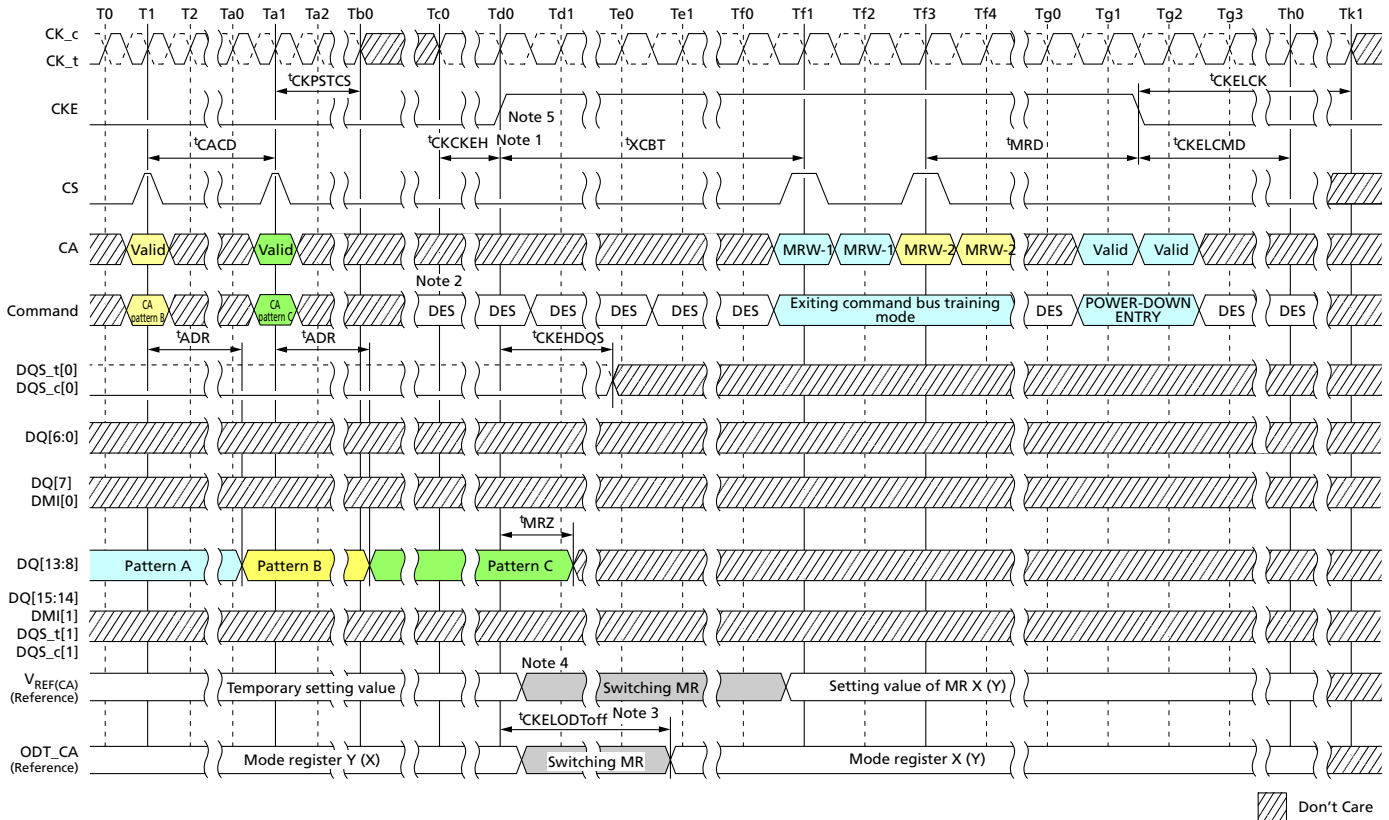 T0 T1 T2 Ta0 Ta1 Ta2 Tb0 Tc0 Td0 Td1 Te0 Te1 Tf0 Tf1 Tf2 Tf3 Tf4 Tg0 Tg1 Tg2 Tg3 Th0 Tk1
CK_c
CK_t
tCKPSTCS tCKELCK
CKE
Note 5
tCACD tCKCKEH Note 1 tXCBT tMRD tCKELCMD
CS
CA Valid Valid MRW-1 MRW-1 MRW-2 MRW-2 Valid Valid
Note 2
Command CA pattern B CA pattern C DES DES DES DES DES DES Exiting command bus training mode DES POWER-DOWN ENTRY DES DES
tADR tADR tCKEHDQS
DQS_t[0]
DQS_c[0]
DQ[6:0]
DQ[7]
DMI[0]
tMRZ
DQ[13:8] Pattern A Pattern B Pattern C
DQ[15:14]
DMI[1]
DQS_t[1]
DQS_c[1]
Note 4
VREF(CA)
(Reference) Temporary setting value Switching MR Setting value of MR X (Y)
tCKELODToff Note 3
ODT_CA
(Reference) Mode register Y (X) Switching MR Mode register X (Y)
Don't Care